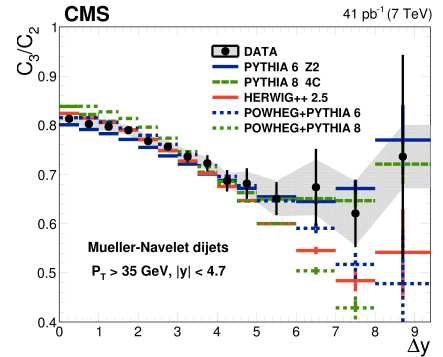 CMS 41 pb⁻¹ (7 TeV)
C₃/C₂
1
0.9
0.8
0.7
0.6
0.5
0.4
DATA
PYTHIA 6 Z2
PYTHIA 8 4C
HERWIG++ 2.5
POWHEG+PYTHIA 6
POWHEG+PYTHIA 8
Mueller-Navelet dijets
P_T > 35 GeV, |y| < 4.7
0 1 2 3 4 5 6 7 8 9
Δy